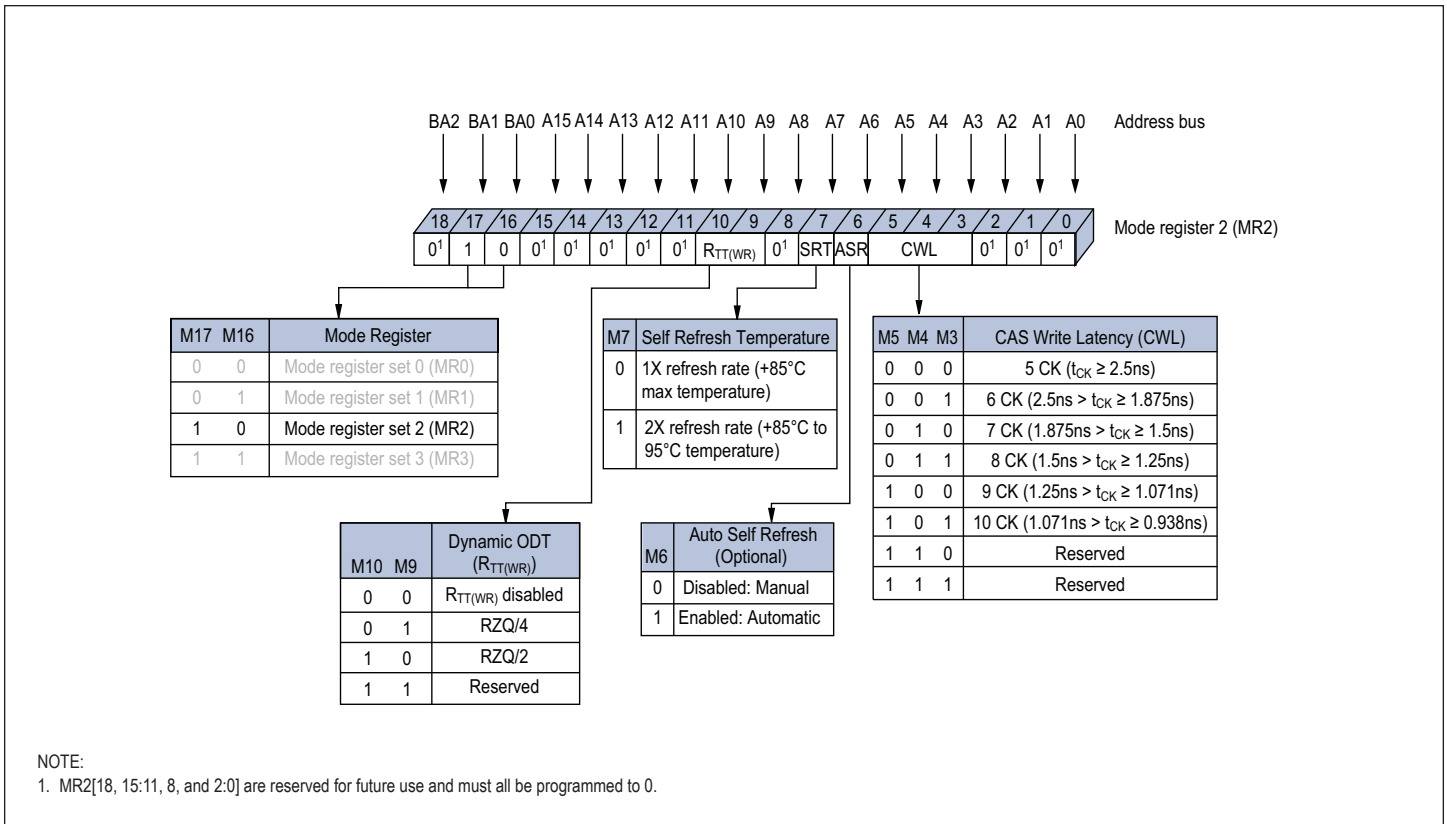 BA2 BA1 BA0 A15 A14 A13 A12 A11 A10 A9 A8 A7 A6 A5 A4 A3 A2 A1 A0 Address bus
18 17 16 15 14 13 12 11 10 9 8 7 6 5 4 3 2 1 0
Mode register 2 (MR2)
0¹ 1 0 0¹ 0¹ 0¹ 0¹ 0¹ RTT(WR) 0¹ SRT ASR CWL 0¹ 0¹ 0¹
M17 M16 Mode Register
0 0 Mode register set 0 (MR0)
0 1 Mode register set 1 (MR1)
1 0 Mode register set 2 (MR2)
1 1 Mode register set 3 (MR3)
M7 Self Refresh Temperature
0 1X refresh rate (+85°C
max temperature)
1 2X refresh rate (+85°C to
95°C temperature)
M5 M4 M3 CAS Write Latency (CWL)
0 0 0 5 CK (tCK ≥ 2.5ns)
0 0 1 6 CK (2.5ns > tCK ≥ 1.875ns)
0 1 0 7 CK (1.875ns > tCK ≥ 1.5ns)
0 1 1 8 CK (1.5ns > tCK ≥ 1.25ns)
1 0 0 9 CK (1.25ns > tCK ≥ 1.071ns)
1 0 1 10 CK (1.071ns > tCK ≥ 0.938ns)
1 1 0 Reserved
1 1 1 Reserved
Dynamic ODT
M10 M9 (RTT(WR))
0 0 RTT(WR) disabled
0 1 RZQ/4
1 0 RZQ/2
1 1 Reserved
Auto Self Refresh
M6 (Optional)
0 Disabled: Manual
1 Enabled: Automatic
NOTE:
1. MR2[18, 15:11, 8, and 2:0] are reserved for future use and must all be programmed to 0.